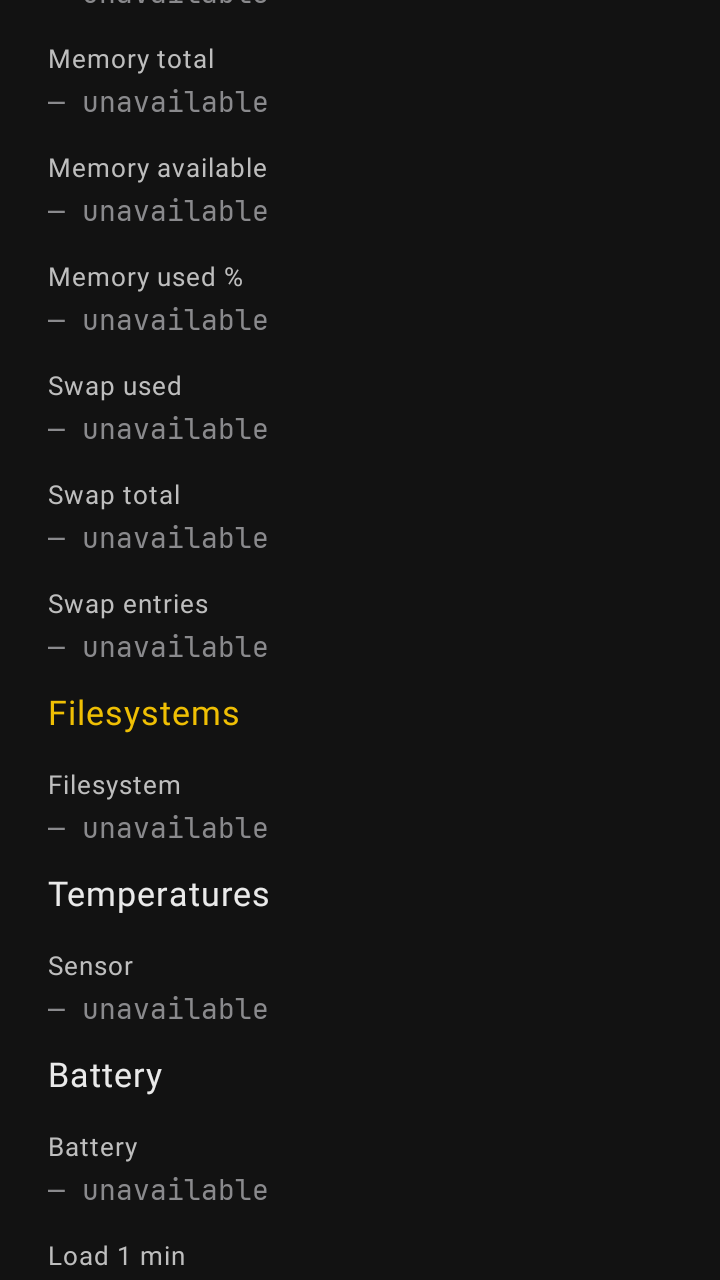 — unavailable
Memory total
— unavailable
Memory available
— unavailable
Memory used %
— unavailable
Swap used
— unavailable
Swap total
— unavailable
Swap entries
— unavailable
Filesystems
Filesystem
— unavailable
Temperatures
Sensor
— unavailable
Battery
Battery
— unavailable
Load 1 min